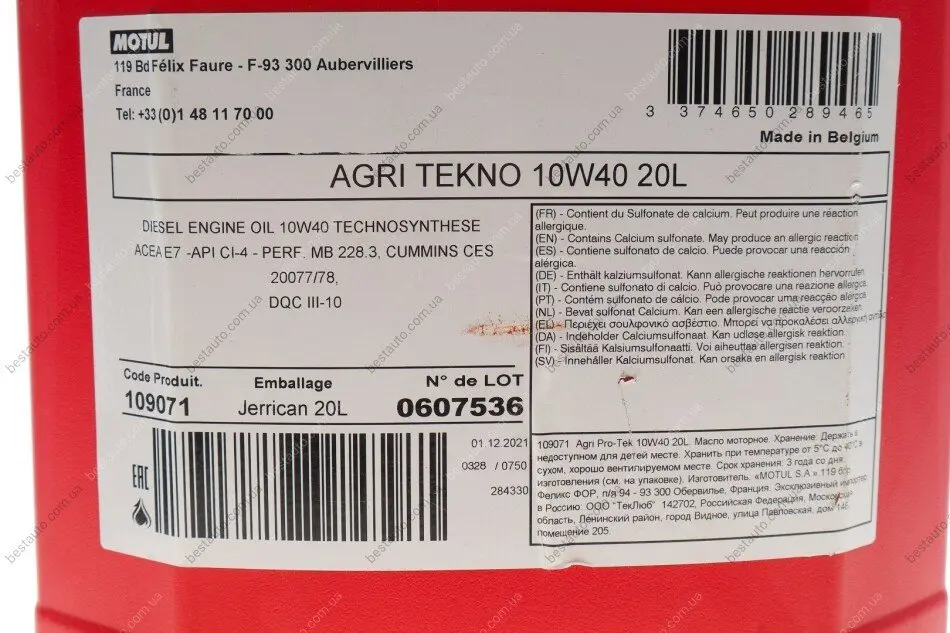 MOTUL
119 Bd Félix Faure - F-93 300 Aubervilliers
France
Tel: +33(0)1 48 11 70 00
3 374650 289465
Made in Belgium
AGRI TEKNO 10W40 20L
DIESEL ENGINE OIL 10W40 TECHNOSYNTHESE
ACEA E7 -API CI-4 - PERF. MB 228.3, CUMMINS CES
20077/78,
DQC III-10
(FR) - Contient du Sulfonate de calcium. Peut produire une réaction
allergique.
(EN) - Contains Calcium sulfonate. May produce an allergic reaction
(ES) - Contiene sulfonato de calcio. Puede provocar una reacción
alérgica.
(DE) - Enthält kalziumsulfonat. Kann allergische reaktionen hervorrufen.
(IT) - Contiene sulfonato di calcio. Può provocare una reazione allergica.
(PT) - Contém sulfonato de cálcio. Pode provocar uma reacção alergica.
(NL) - Bevat sulfonat Calcium. Kan een allergische reactie veroorzaken.
(EL) - Περιέχει σουλφονικό ασβέστιο. Μπορεί να προκαλέσει αλλεργική
(DA) - Indeholder Calciumsulfonaat. Kan udløse allergisk reaktion.
(FI) - Sisältää Kalsiumsulfonaatti. Voi aiheuttaa allergisen reaktion.
(SV) - Innehåller Kalciumsulfonat. Kan orsaka en allergisk reaktion.
Code Produit.
109071
Emballage
Jerrican 20L
N° de LOT
0607536
EAC
01.12.2021
0328 / 0750
284330
109071 Agri Pro-Tek 10W40 20L. Масло моторное. Хранение: Держать в
недоступном для детей месте. Хранить при температуре от 5°C до 40°C в
сухом, хорошо вентилируемом месте. Срок хранения: 3 года со дня
изготовления (см. на упаковке). Изготовитель: «MOTUL S.A.» 119 бул
Феликс ФОР, п/я 94 - 93 300 Обервилье, Франция. Эксклюзивный импортер
в Россию: ООО "ТекЛюб" 142702, Российская Федерация, Московская
область, Ленинский район, город Видное, улица Павловская, дом 146,
помещение 205.
bestauto.com.ua